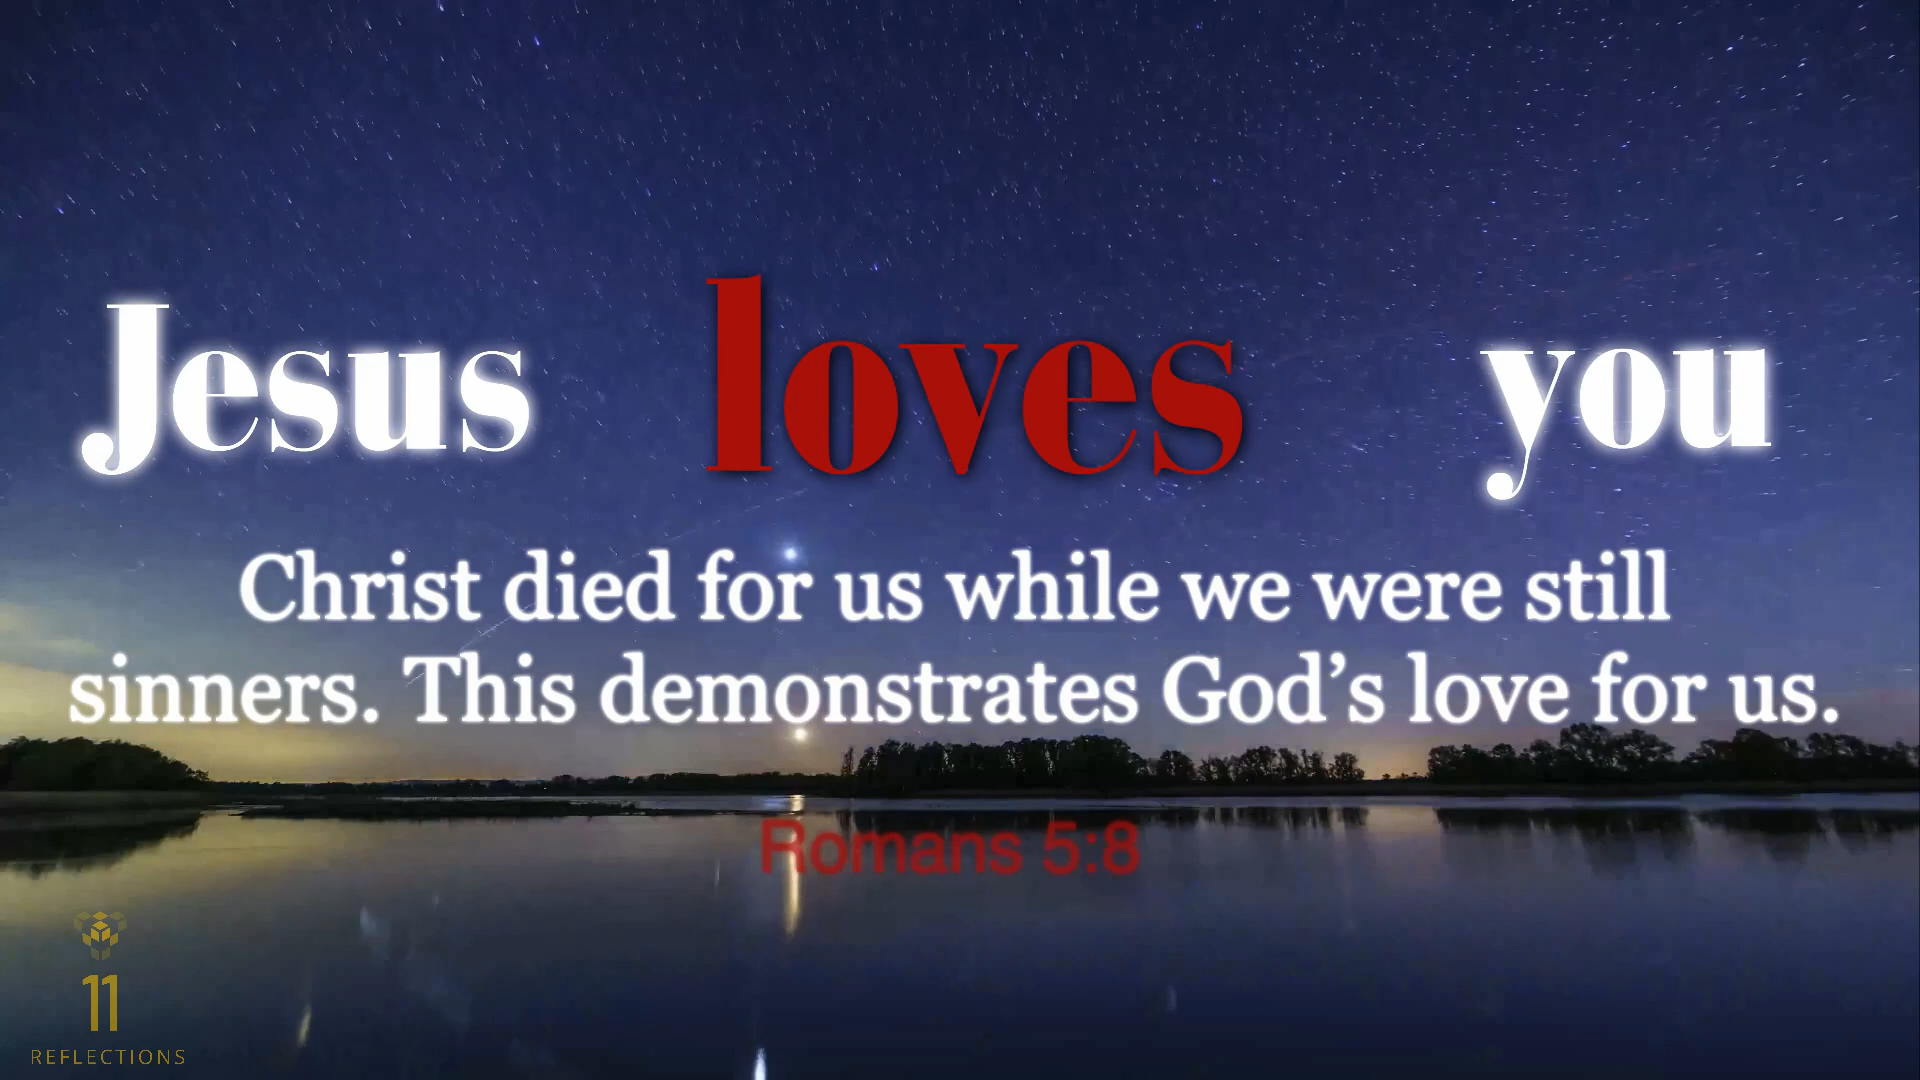 Jesus loves you
Christ died for us while we were still
sinners. This demonstrates God’s love for us.
Romans 5:8
11
REFLECTIONS